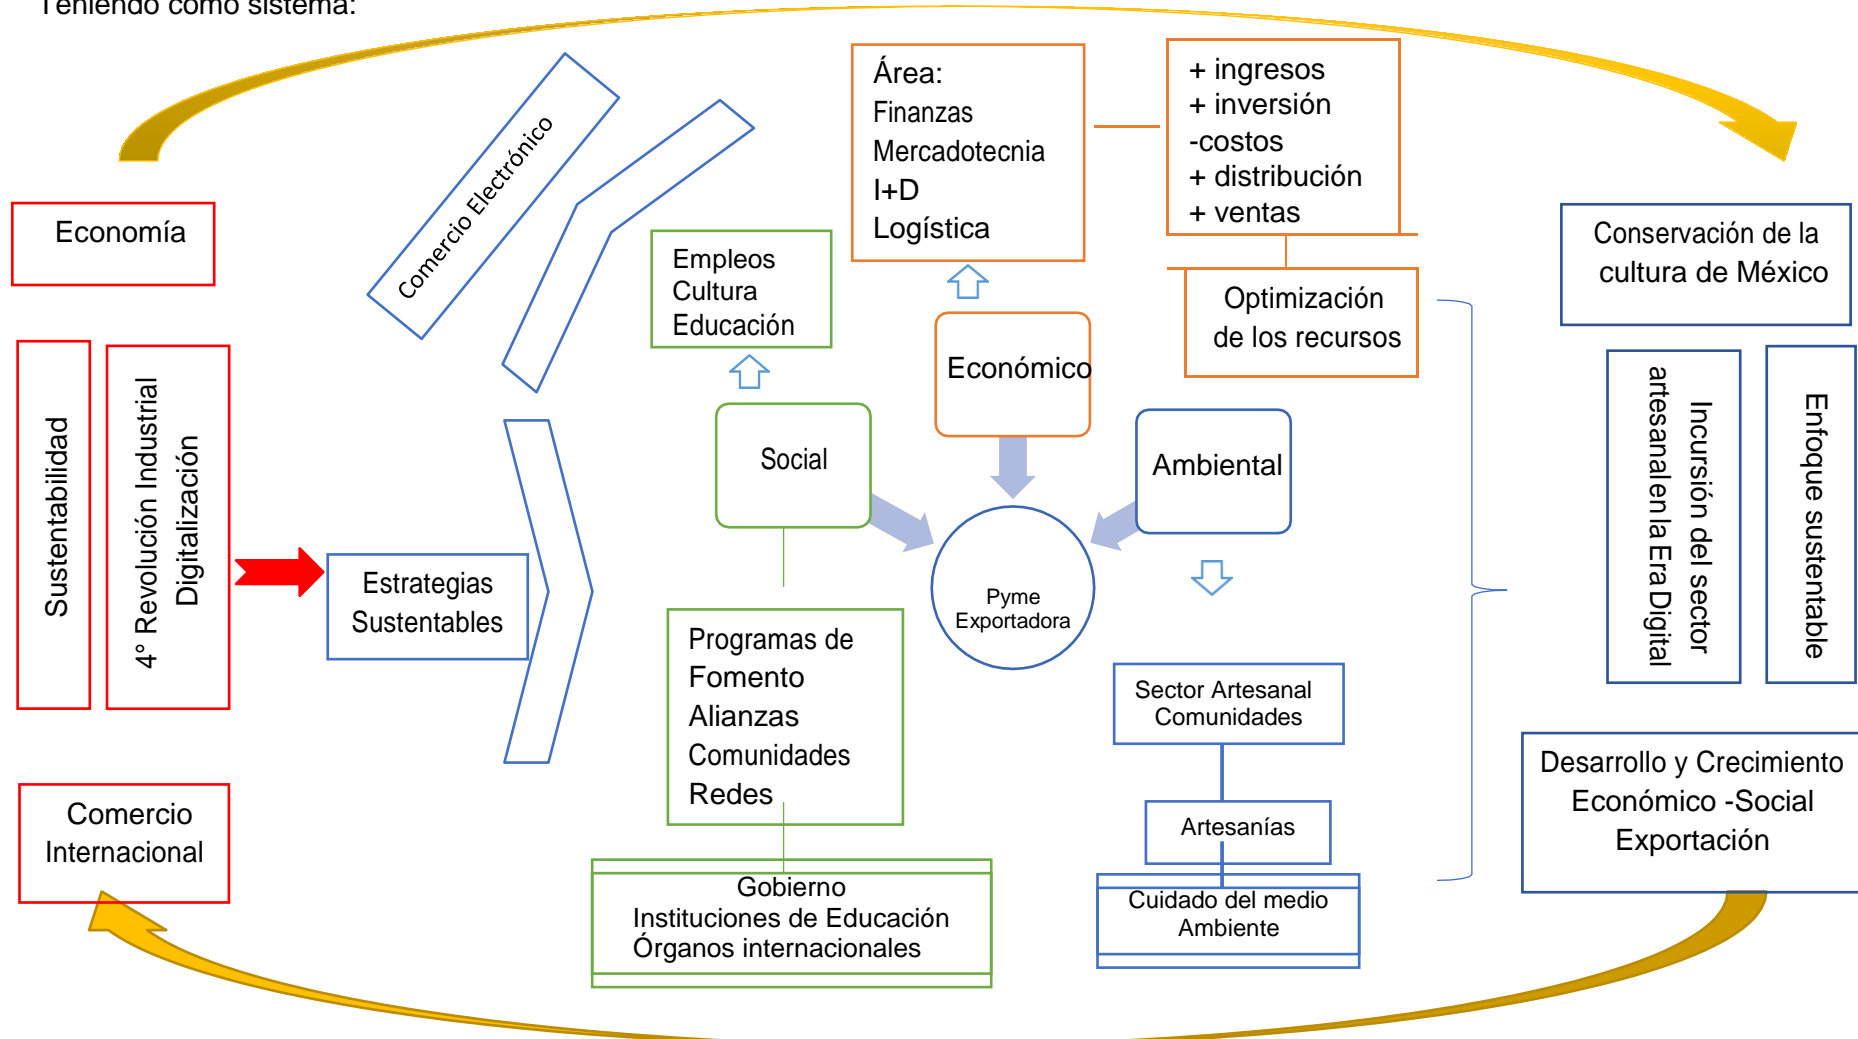 Teniendo como sistema:
Economía
Sustentabilidad
4° Revolución Industrial
Digitalización
Comercio
Internacional
Estrategias
Sustentables
Comercio Electrónico
Empleos
Cultura
Educación
Social
Programas de
Fomento
Alianzas
Comunidades
Redes
Gobierno
Instituciones de Educación
Órganos internacionales
Área:
Finanzas
Mercadotecnia
I+D
Logística
+ ingresos
+ inversión
-costos
+ distribución
+ ventas
Optimización
de los recursos
Económico
Ambiental
Pyme
Exportadora
Sector Artesanal
Comunidades
Artesanías
Cuidado del medio
Ambiente
Conservación de la
cultura de México
Incursión del sector
artesanal en la Era Digital
Enfoque sustentable
Desarrollo y Crecimiento
Económico -Social
Exportación